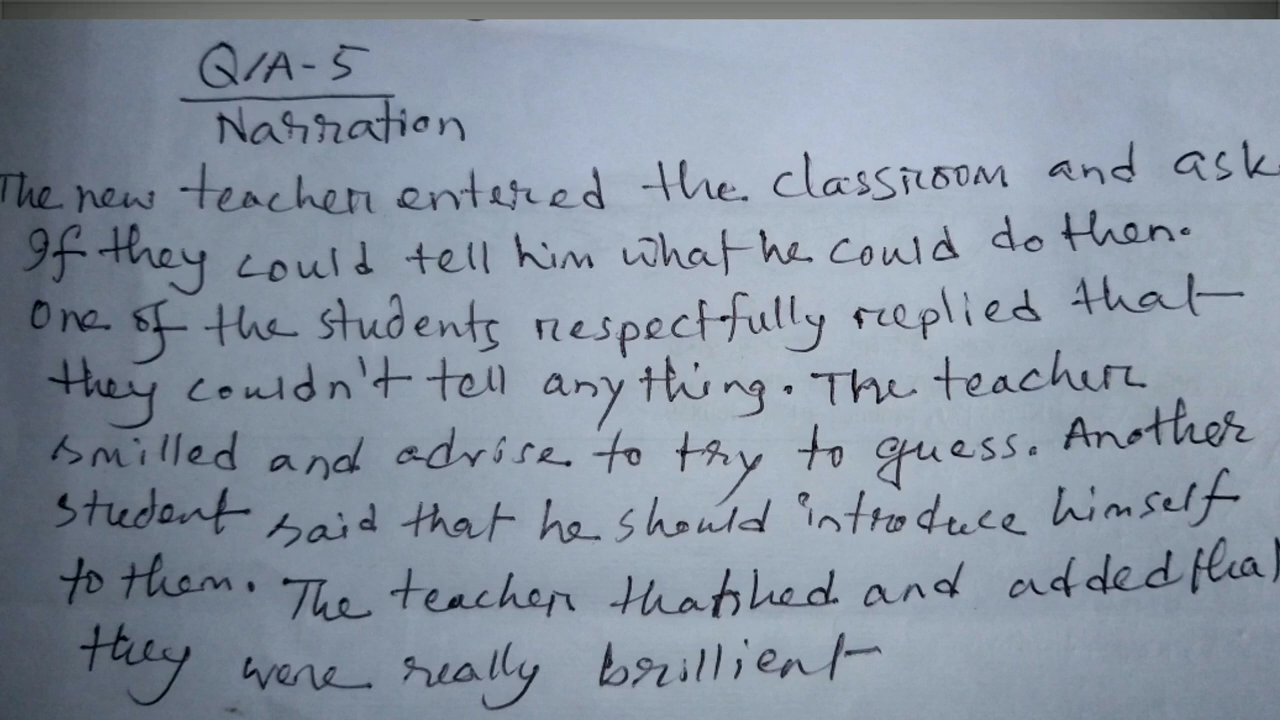 Q/A-5
Narration
The new teacher entered the classroom and ask
If they could tell him what he could do then.
One of the students respectfully replied that
they couldn't tell anything. The teacher
smilled and advise to try to guess. Another
student said that he should introduce himself
to them. The teacher and added tha
they were really brillient